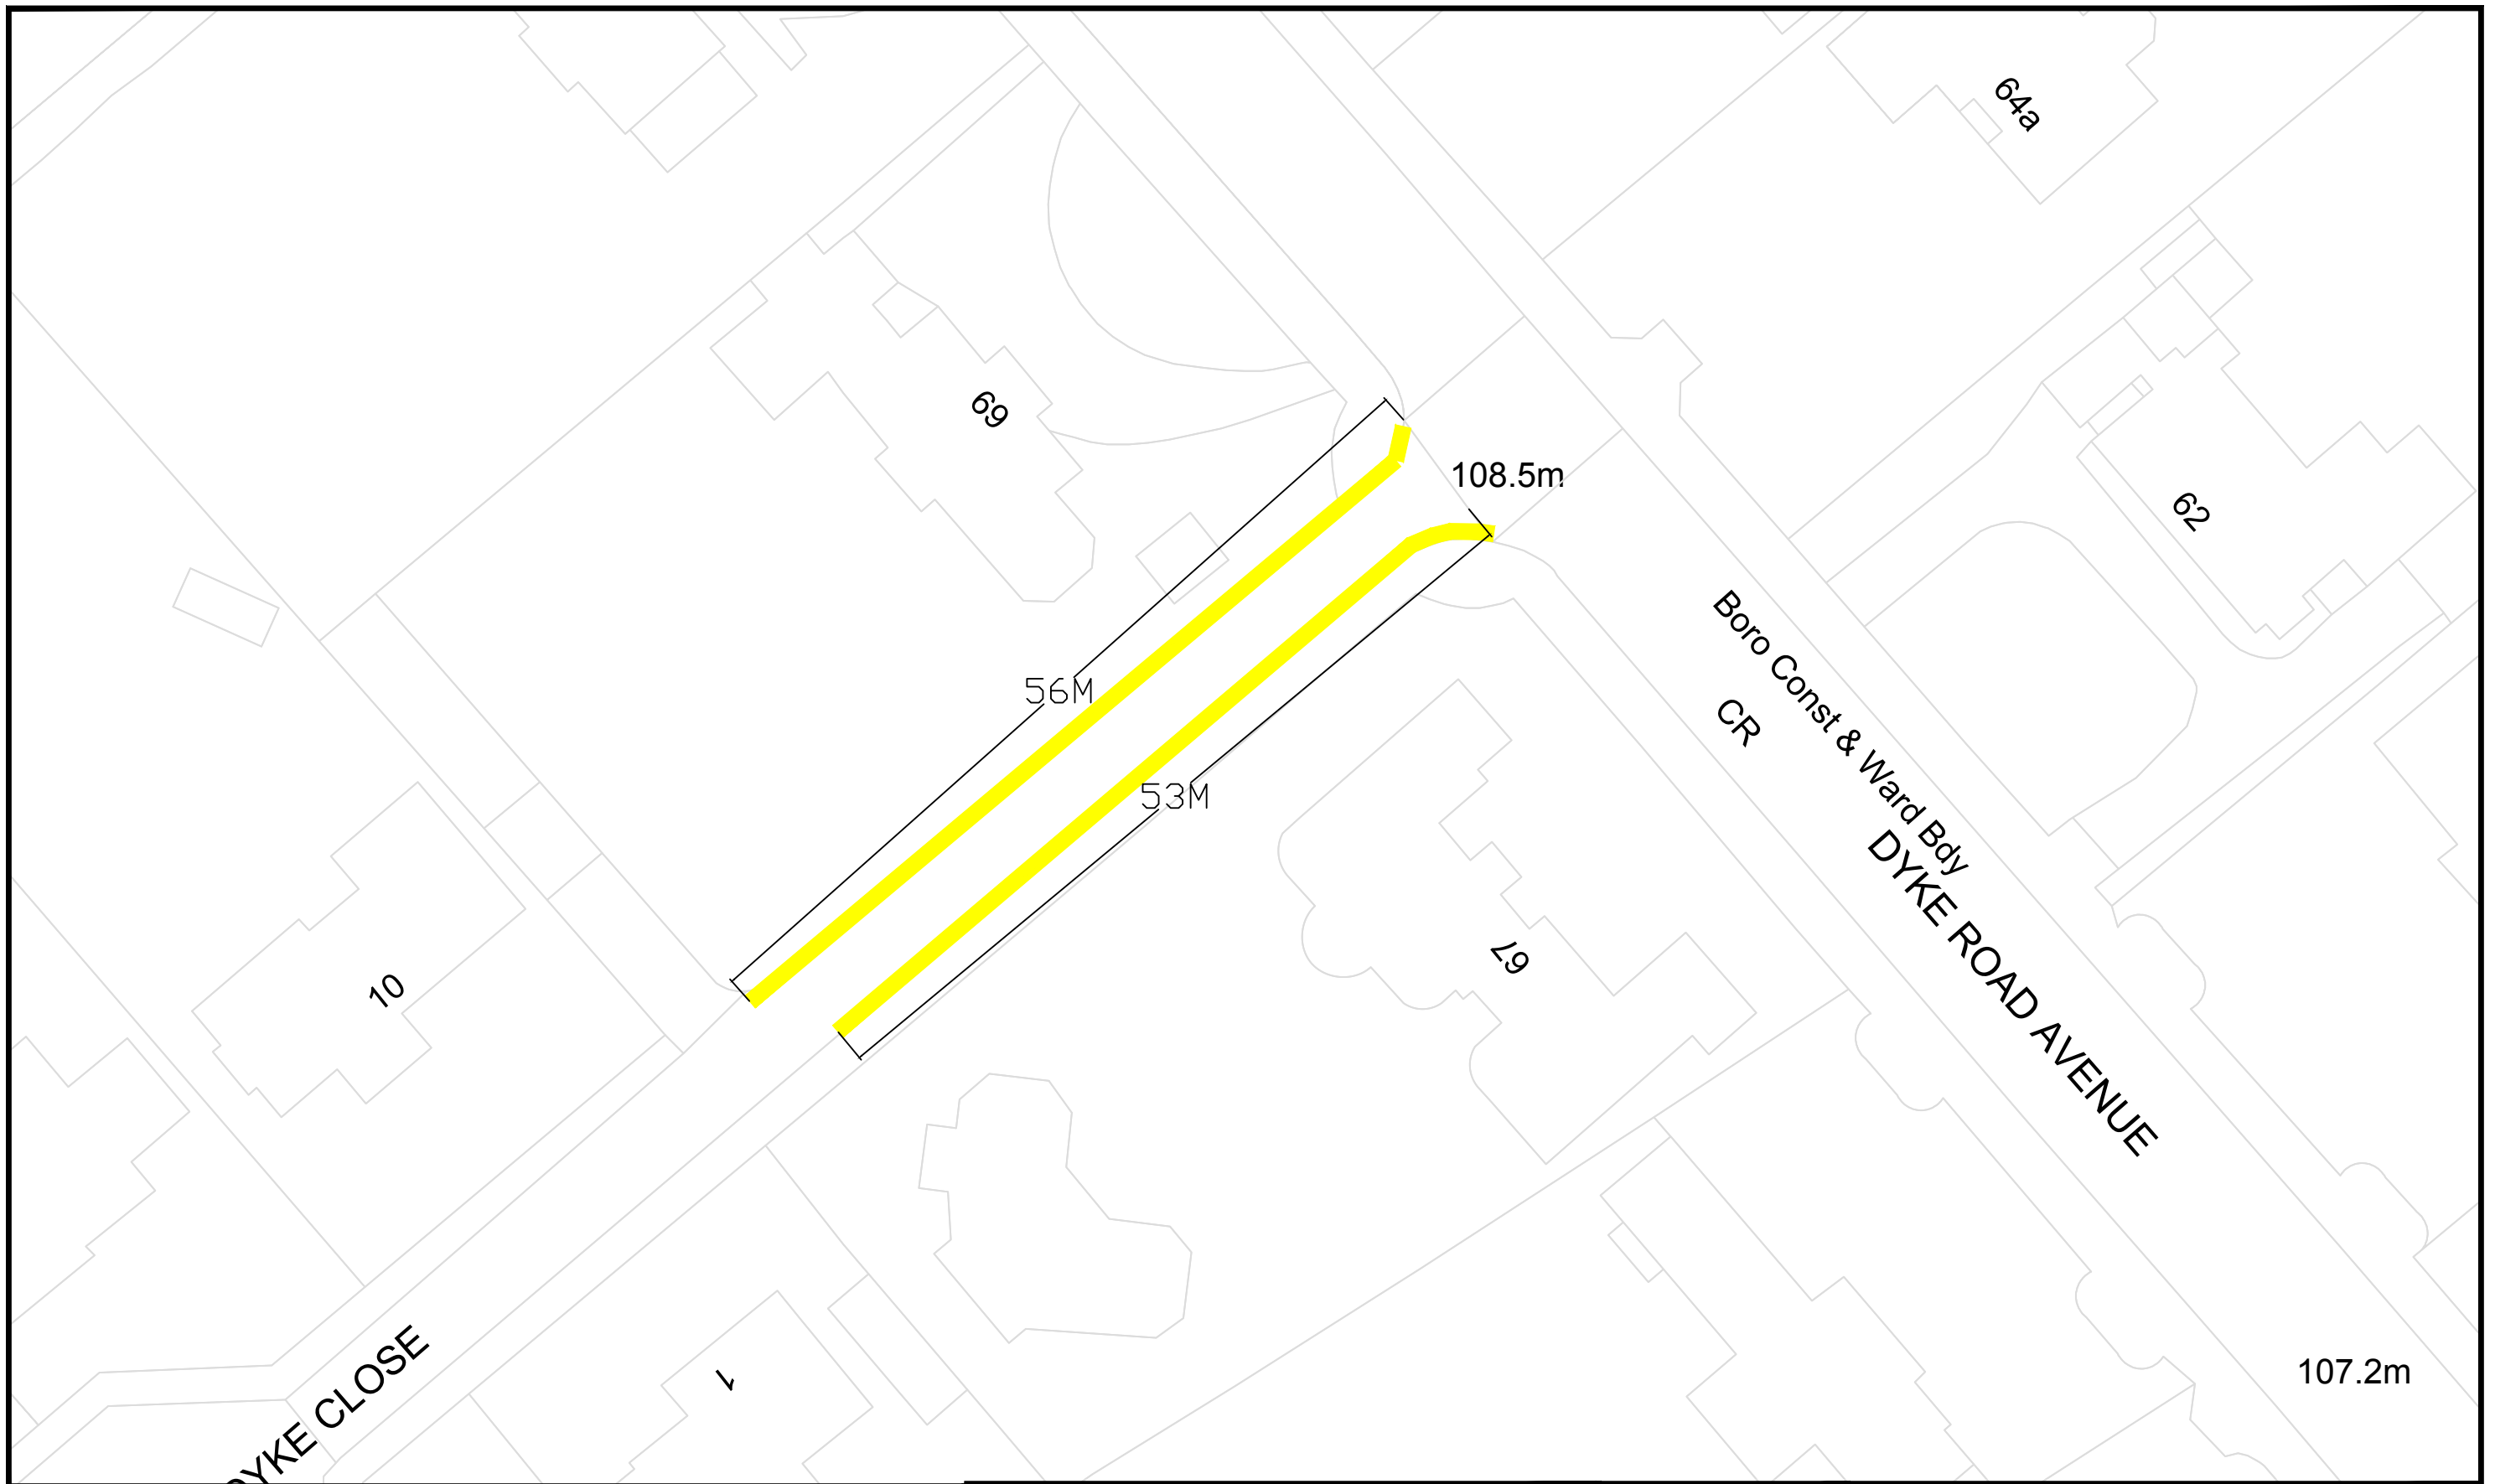 64a
69
108.5m
62
Boro Const & Ward Bdy
CR
56M
53M
DYKE ROAD AVENUE
67
10
1
107.2m
DYKE CLOSE